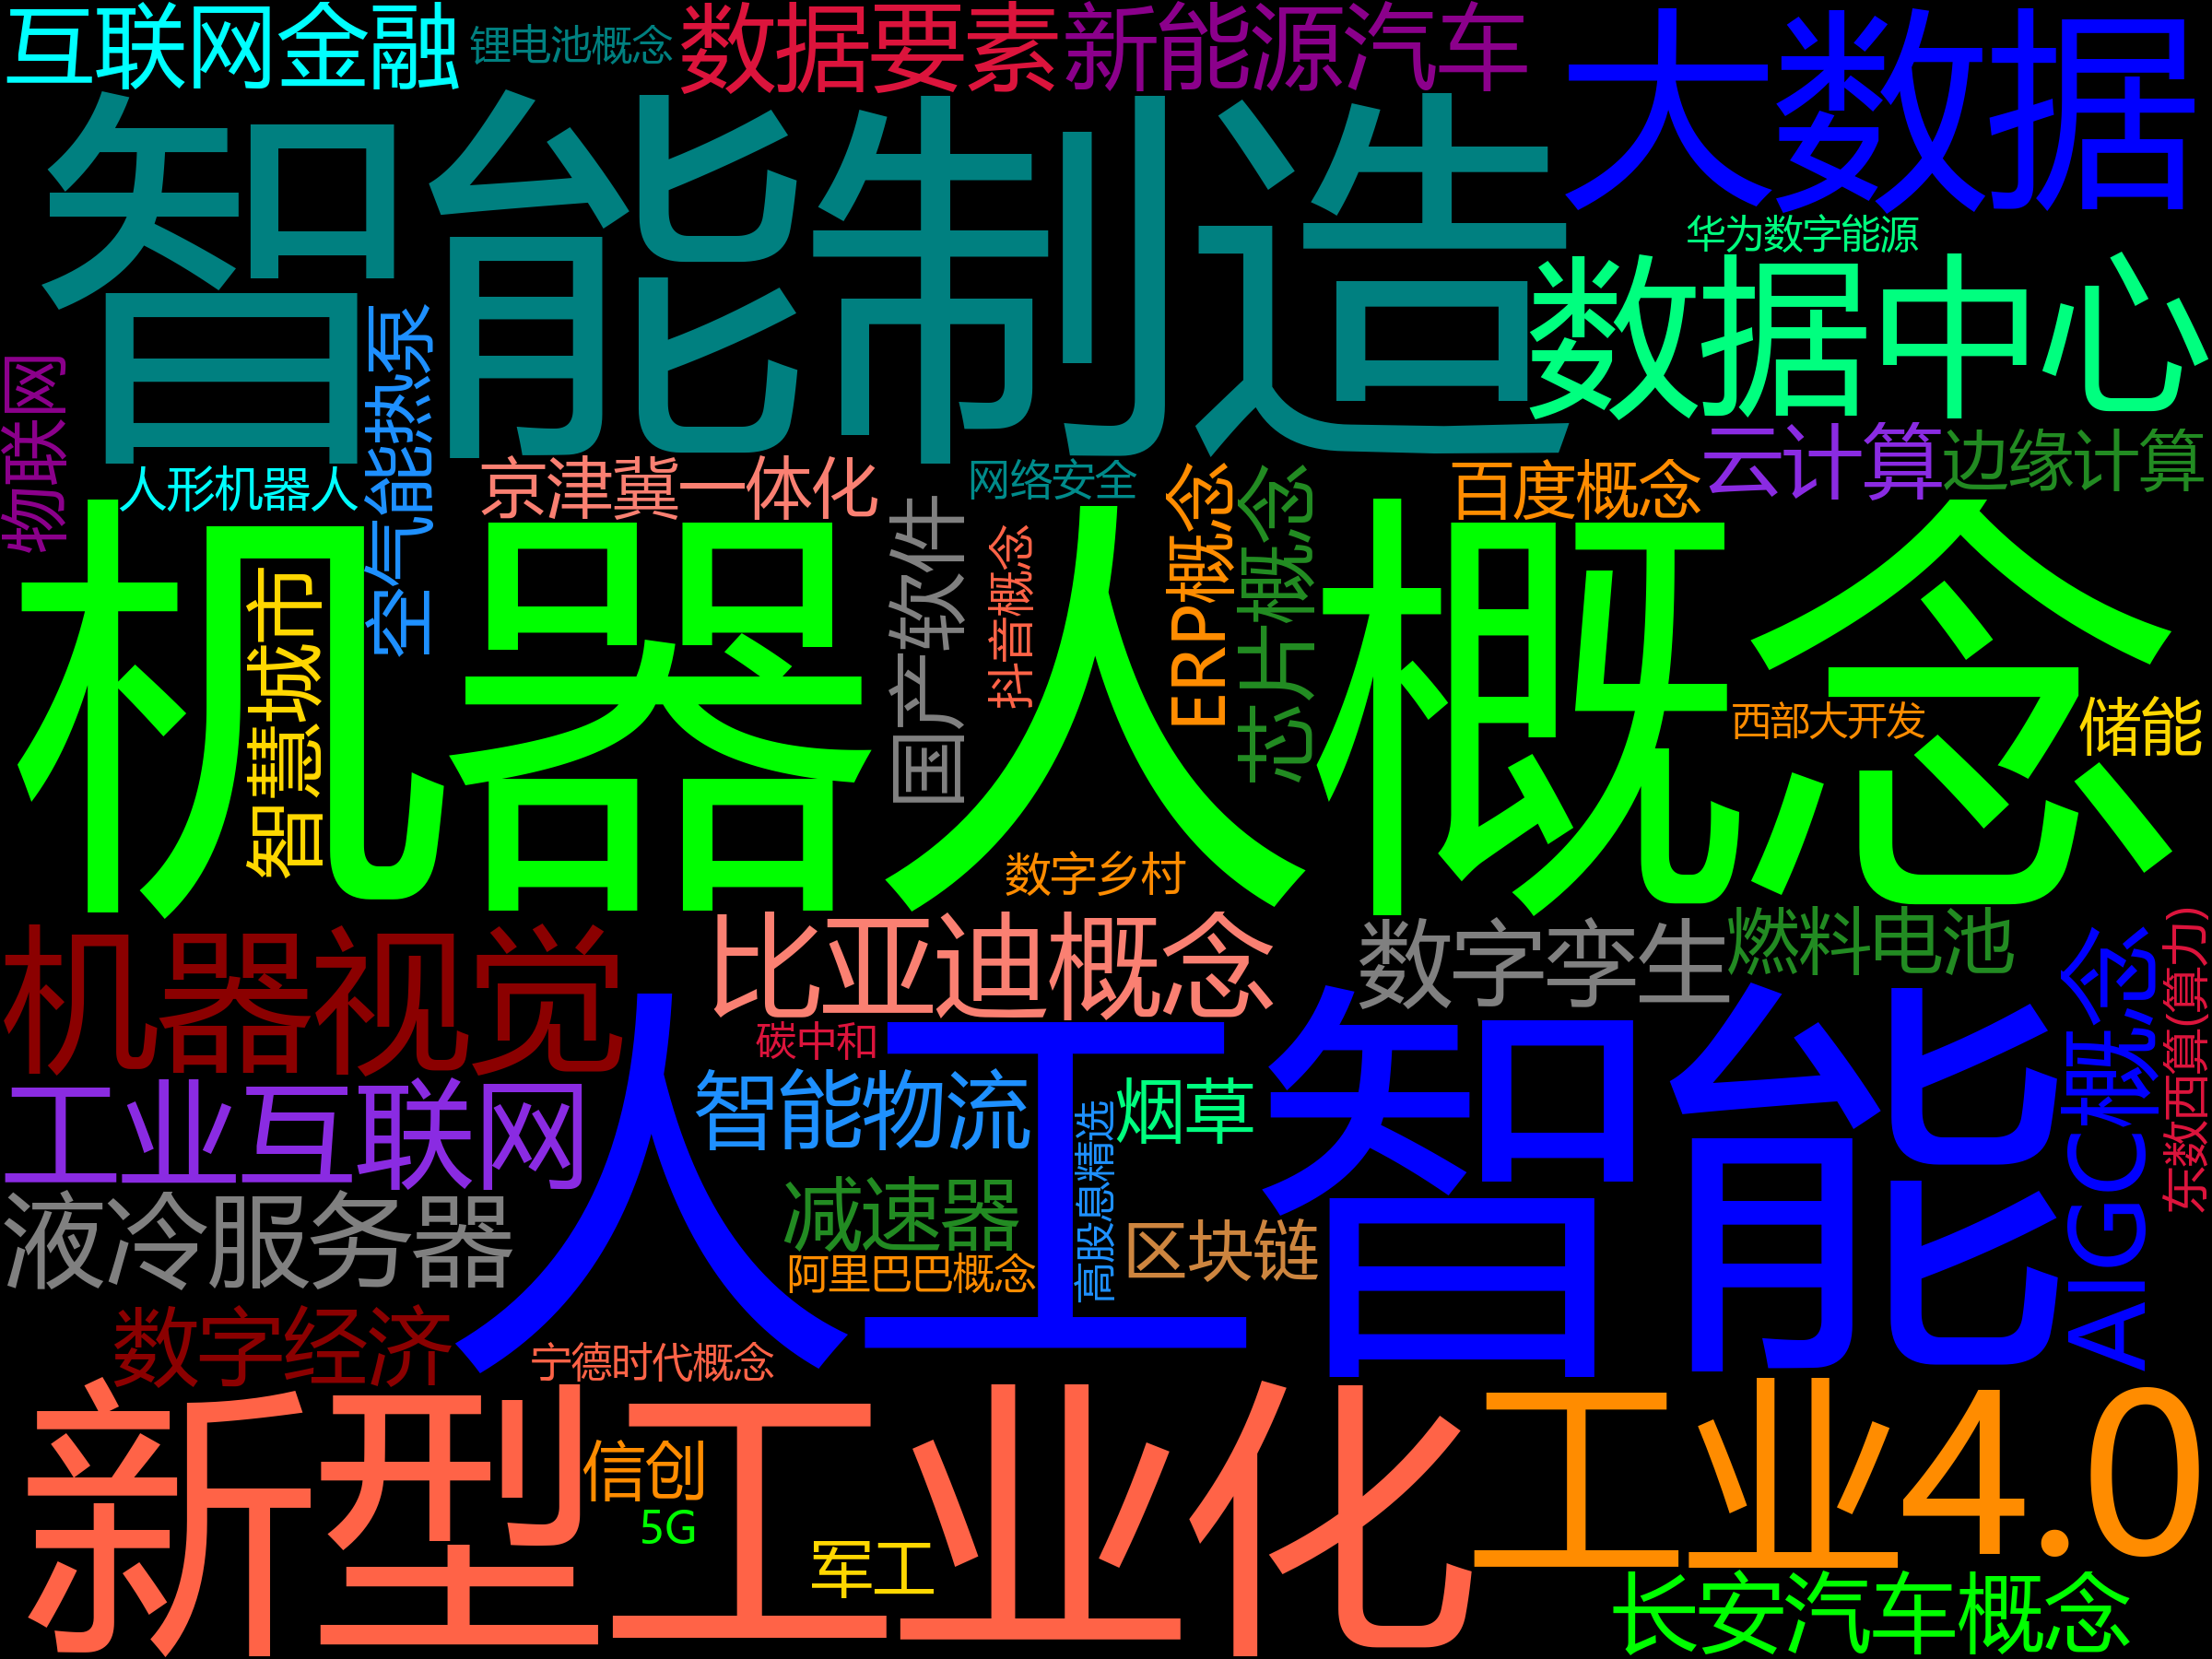 互联网金融
锂电池概念
数据要素
新能源汽车
大数据
智能制造
华为数字能源
数据中心
物联网
空气能热泵
人形机器人
京津冀一体化
网络安全
百度概念
云计算
边缘计算
机器人概念
智慧城市
国产软件
抖音概念
ERP概念
芯片概念
西部大开发
储能
数字乡村
机器视觉
比亚迪概念
数字孪生
燃料电池
东数西算(算力)
AIGC概念
碳中和
人工智能
工业互联网
智能物流
烟草
高股息精选
液冷服务器
减速器
区块链
阿里巴巴概念
数字经济
宁德时代概念
新型工业化
工业4.0
信创
5G
军工
长安汽车概念